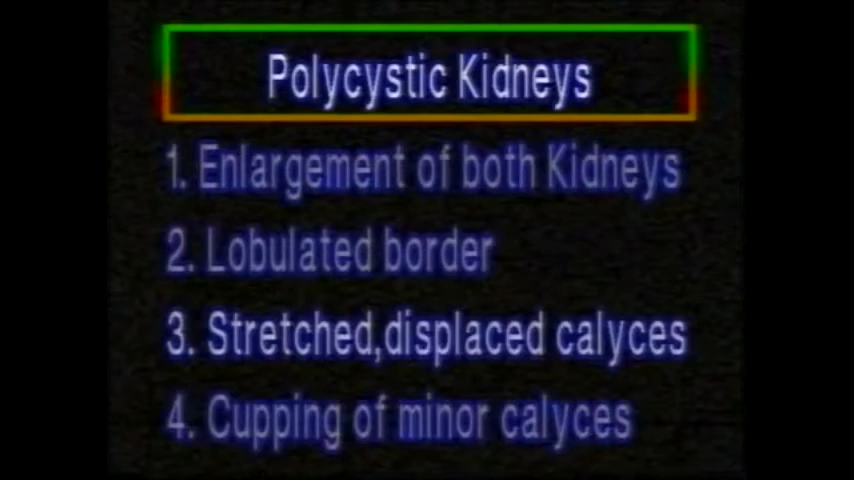 Polycystic Kidneys
1. Enlargement of both Kidneys
2. Lobulated border
3. Stretched,displaced calyces
4. Cupping of minor calyces